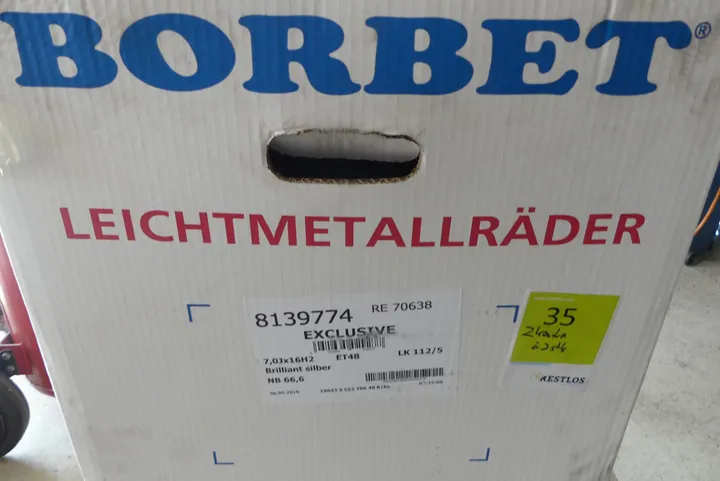 BORBET®
LEICHTMETALLRÄDER
8139774 RE 70638
EXCLUSIVE
7,0Jx16H2 ET48 LK 112/5
Brilliant silber
NB 66,6
35
RESTLOS